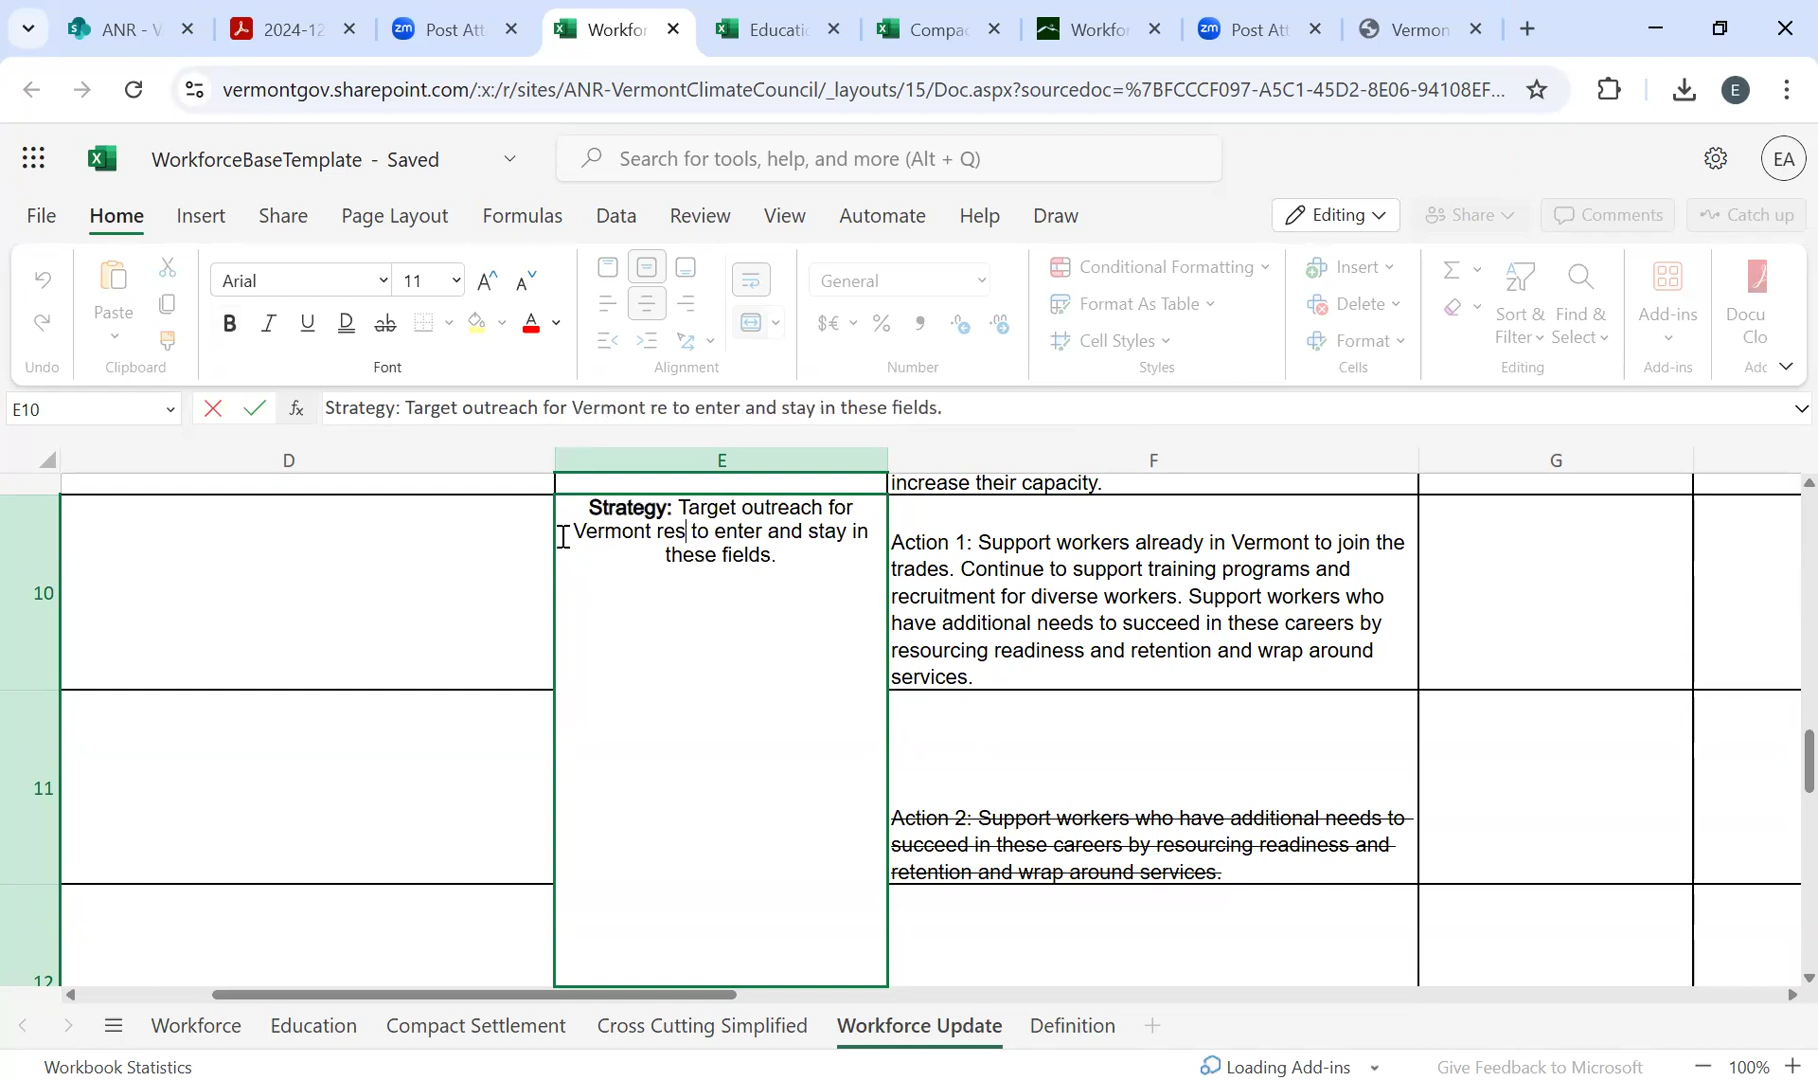 ANR - V
2024-12
zm Post Att
Workfor
Educatio
Compac
Workfor
zm Post Att
Vermon
vermontgov.sharepoint.com/:x:/r/sites/ANR-VermontClimateCouncil/_layouts/15/Doc.aspx?sourcedoc=%7BFCCCF097-A5C1-45D2-8E06-94108EF...
E
WorkforceBaseTemplate - Saved
Search for tools, help, and more (Alt + Q)
EA
File Home Insert Share Page Layout Formulas Data Review View Automate Help Draw
Editing
Share
Comments
Catch up
Arial 11
General
Conditional Formatting
Insert
Paste
Format As Table
Delete
Sort & Filter
Find & Select
Add-ins
Docu
Clo
Cell Styles
Format
Undo Clipboard Font Alignment Number Styles Cells Editing Add-ins Adc
E10
fx Strategy: Target outreach for Vermont re to enter and stay in these fields.
D E F G
increase their capacity.
10
Strategy: Target outreach for
Vermont res to enter and stay in
these fields.
Action 1: Support workers already in Vermont to join the
trades. Continue to support training programs and
recruitment for diverse workers. Support workers who
have additional needs to succeed in these careers by
resourcing readiness and retention and wrap around
services.
11
Action 2: Support workers who have additional needs to
succeed in these careers by resourcing readiness and
retention and wrap around services.
12
Workforce Education Compact Settlement Cross Cutting Simplified Workforce Update Definition
Workbook Statistics
Loading Add-ins
Give Feedback to Microsoft
100%